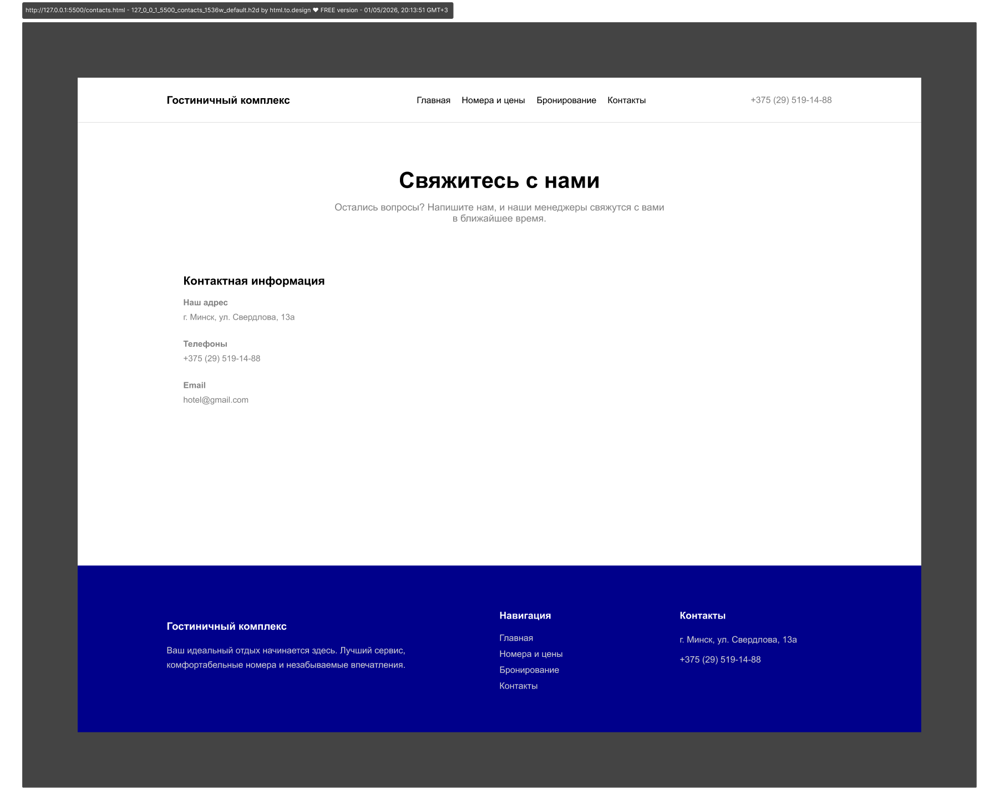 http://127.0.0.1:5500/contacts.html - 127_0_0_1_5500_contacts_1536w_default.h2d by html.to.design ♥ FREE version - 01/05/2026, 20:13:51 GMT+3
Гостиничный комплекс
Главная Номера и цены Бронирование Контакты
+375 (29) 519-14-88
Свяжитесь с нами
Остались вопросы? Напишите нам, и наши менеджеры свяжутся с вами
в ближайшее время.
Контактная информация
Наш адрес
г. Минск, ул. Свердлова, 13а
Телефоны
+375 (29) 519-14-88
Email
hotel@gmail.com
Гостиничный комплекс
Ваш идеальный отдых начинается здесь. Лучший сервис,
комфортабельные номера и незабываемые впечатления.
Навигация
Главная
Номера и цены
Бронирование
Контакты
Контакты
г. Минск, ул. Свердлова, 13а
+375 (29) 519-14-88